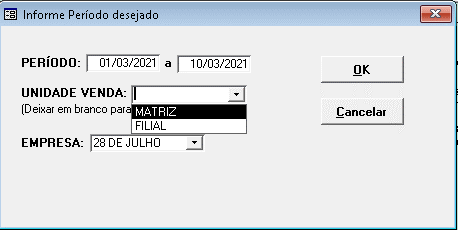 Informe Período desejado
PERÍODO: 01/03/2021 a 10/03/2021
OK
UNIDADE VENDA:
(Deixar em branco para
MATRIZ
FILIAL
Cancelar
EMPRESA: 28 DE JULHO